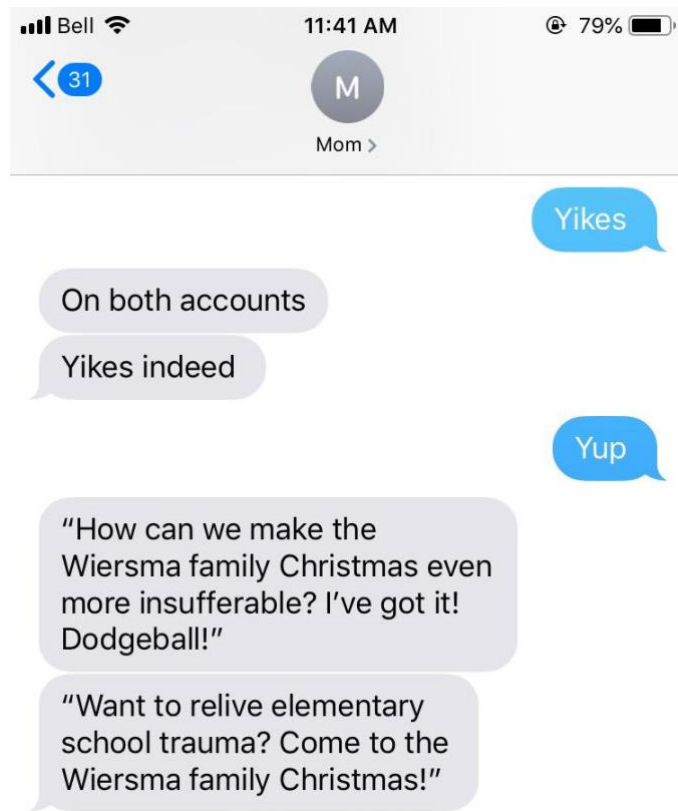 Bell 11:41 AM 79%
31
M
Mom
Yikes
On both accounts
Yikes indeed
Yup
“How can we make the
Wiersma family Christmas even
more insufferable? I’ve got it!
Dodgeball!”
“Want to relive elementary
school trauma? Come to the
Wiersma family Christmas!”